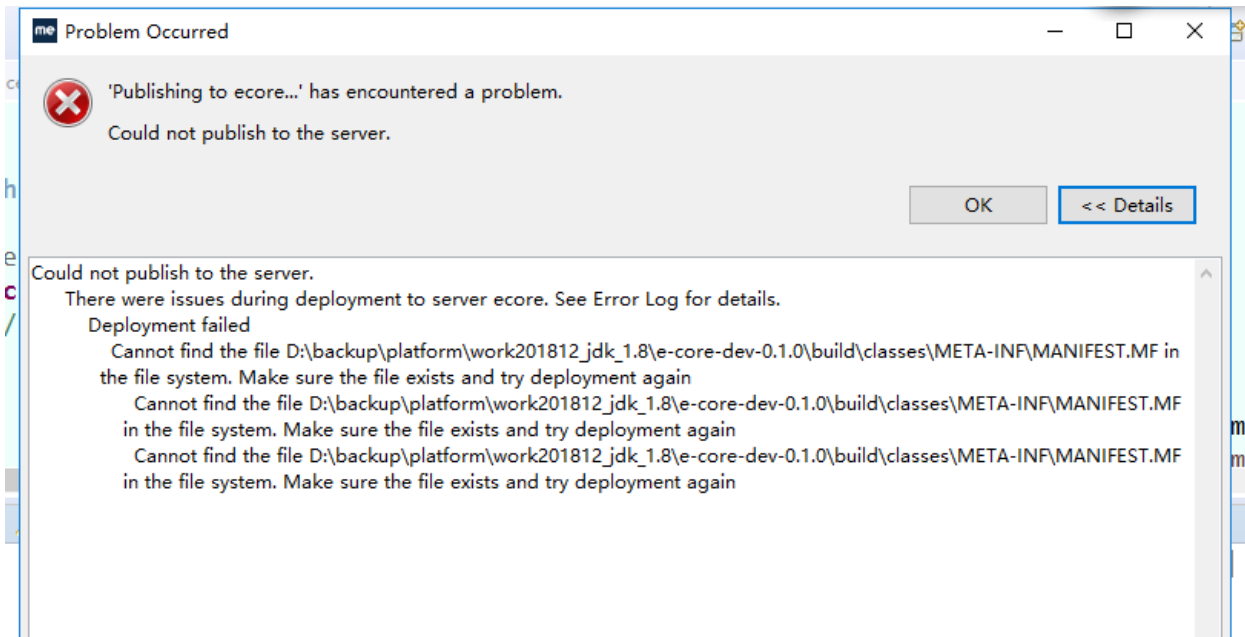 me Problem Occurred
'Publishing to ecore...' has encountered a problem.
Could not publish to the server.
OK
<< Details
Could not publish to the server.
There were issues during deployment to server ecore. See Error Log for details.
Deployment failed
Cannot find the file D:\backup\platform\work201812_jdk_1.8\e-core-dev-0.1.0\build\classes\META-INF\MANIFEST.MF in
the file system. Make sure the file exists and try deployment again
Cannot find the file D:\backup\platform\work201812_jdk_1.8\e-core-dev-0.1.0\build\classes\META-INF\MANIFEST.MF
in the file system. Make sure the file exists and try deployment again
Cannot find the file D:\backup\platform\work201812_jdk_1.8\e-core-dev-0.1.0\build\classes\META-INF\MANIFEST.MF
in the file system. Make sure the file exists and try deployment again